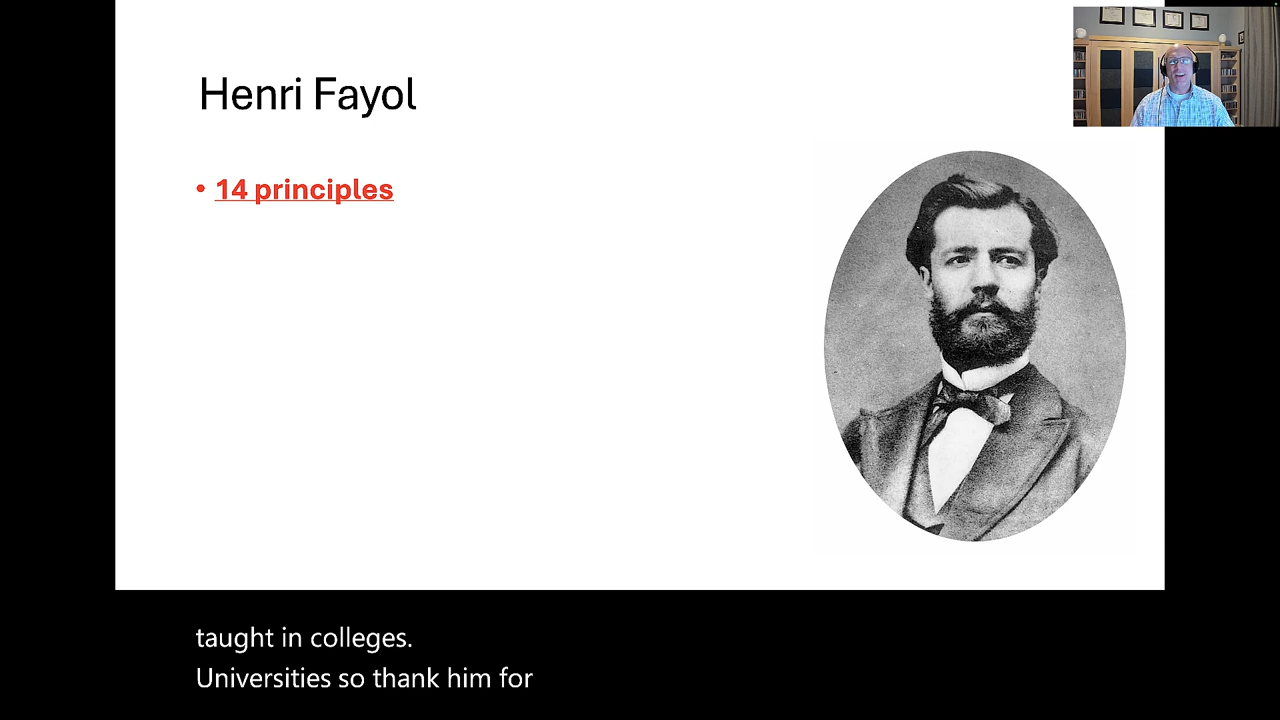 Henri Fayol
• 14 principles
taught in colleges.
Universities so thank him for